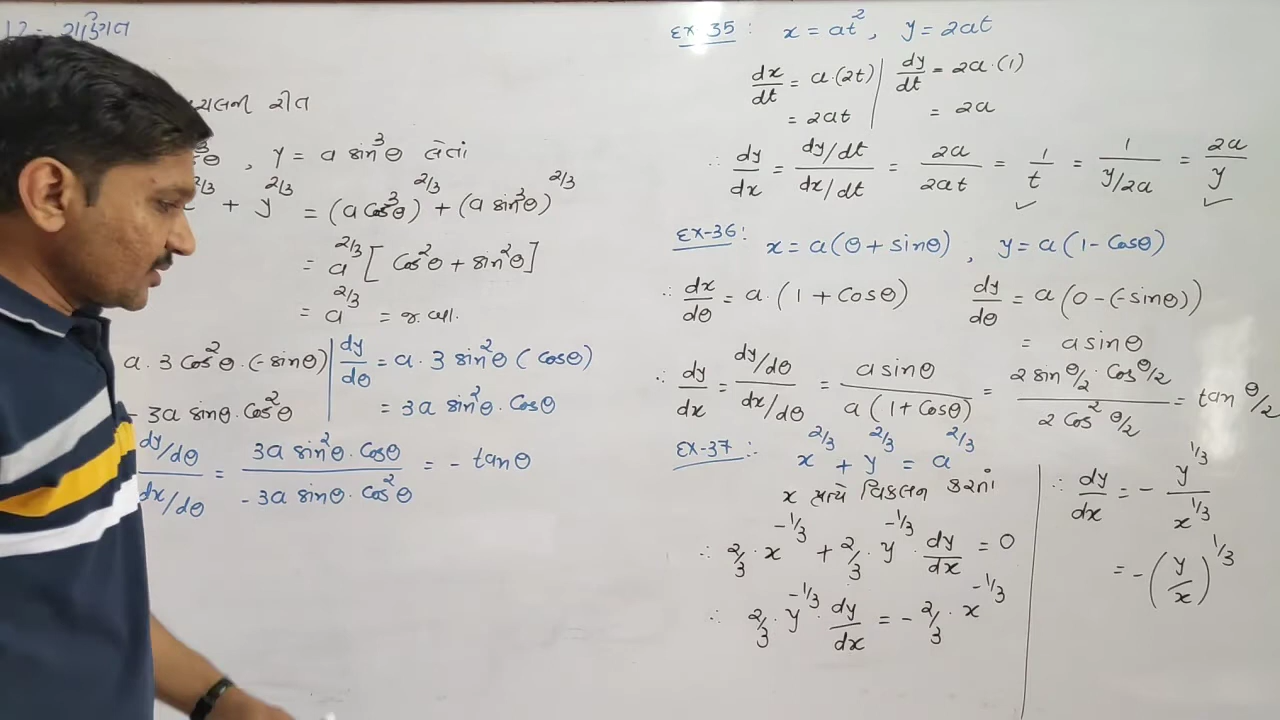 12 - ગણિત
રીત
, y = a sin³θ લેતાં
x^2/3 + y^2/3 = (a cos³θ)^2/3 + (a sin³θ)^2/3
= a^2/3 [ cos²θ + sin²θ ]
= a^2/3 = જ.બા.
a · 3 cos²θ · (-sinθ) | dy/dθ = a · 3 sin²θ (cosθ)
- 3a sinθ · cos²θ | = 3a sin²θ · cosθ
(dy/dθ)/(dx/dθ) = (3a sin²θ · cosθ)/(-3a sinθ · cos²θ) = - tanθ
Ex 35 : x = at² , y = 2at
dx/dt = a·(2t) | dy/dt = 2a·(1)
= 2at | = 2a
∴ dy/dx = (dy/dt)/(dx/dt) = 2a/2at = 1/t = 1/(y/2a) = 2a/y
Ex-36 : x = a(θ + sinθ) , y = a(1 - cosθ)
∴ dx/dθ = a · (1 + cosθ) dy/dθ = a(0 - (-sinθ))
= a sinθ
∴ dy/dx = (dy/dθ)/(dx/dθ) = a sinθ/a(1 + cosθ) = (2 sin θ/2 · cos θ/2)/(2 cos² θ/2) = tan θ/2
Ex-37 :- x^2/3 + y^2/3 = a^2/3
x પ્રત્યે વિકલન કરતાં
∴ 2/3 · x^-1/3 + 2/3 · y^-1/3 · dy/dx = 0
∴ 2/3 · y^-1/3 · dy/dx = - 2/3 · x^-1/3
∴ dy/dx = - y^1/3 / x^1/3
= - (y/x)^1/3